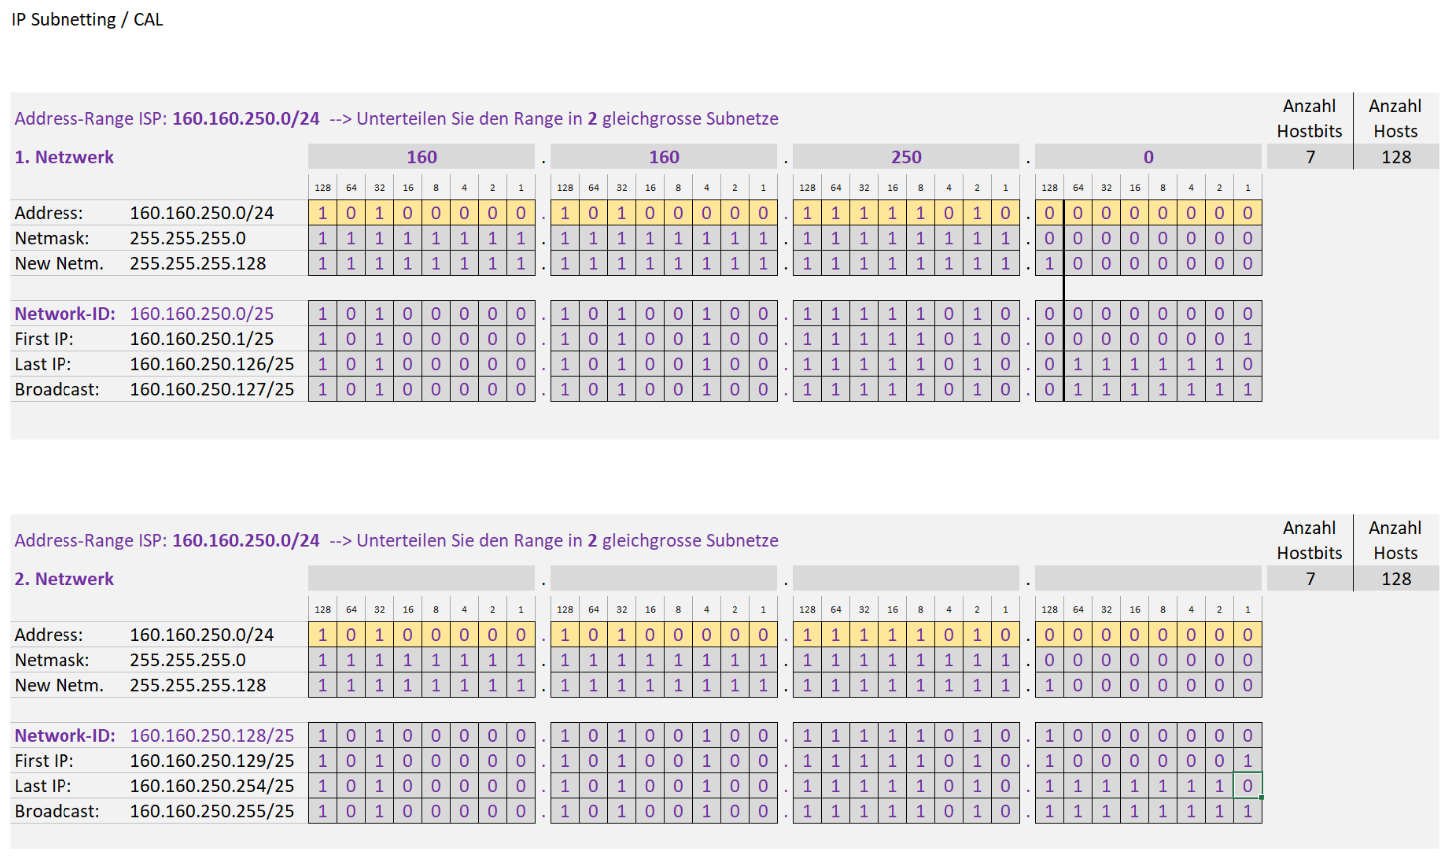 IP Subnetting / CAL
Anzahl Anzahl
Address-Range ISP: 160.160.250.0/24 --> Unterteilen Sie den Range in 2 gleichgrosse Subnetze
Hostbits Hosts
1. Netzwerk 160 . 160 . 250 . 0 7 128
128 64 32 16 8 4 2 1 128 64 32 16 8 4 2 1 128 64 32 16 8 4 2 1 128 64 32 16 8 4 2 1
Address: 160.160.250.0/24 1 0 1 0 0 0 0 0 . 1 0 1 0 0 0 0 0 . 1 1 1 1 1 0 1 0 . 0 0 0 0 0 0 0 0
Netmask: 255.255.255.0 1 1 1 1 1 1 1 1 . 1 1 1 1 1 1 1 1 . 1 1 1 1 1 1 1 1 . 0 0 0 0 0 0 0 0
New Netm. 255.255.255.128 1 1 1 1 1 1 1 1 . 1 1 1 1 1 1 1 1 . 1 1 1 1 1 1 1 1 . 1 0 0 0 0 0 0 0
Network-ID: 160.160.250.0/25 1 0 1 0 0 0 0 0 . 1 0 1 0 0 1 0 0 . 1 1 1 1 1 0 1 0 . 0 0 0 0 0 0 0 0
First IP: 160.160.250.1/25 1 0 1 0 0 0 0 0 . 1 0 1 0 0 1 0 0 . 1 1 1 1 1 0 1 0 . 0 0 0 0 0 0 0 1
Last IP: 160.160.250.126/25 1 0 1 0 0 0 0 0 . 1 0 1 0 0 1 0 0 . 1 1 1 1 1 0 1 0 . 0 1 1 1 1 1 1 0
Broadcast: 160.160.250.127/25 1 0 1 0 0 0 0 0 . 1 0 1 0 0 1 0 0 . 1 1 1 1 1 0 1 0 . 0 1 1 1 1 1 1 1
Anzahl Anzahl
Address-Range ISP: 160.160.250.0/24 --> Unterteilen Sie den Range in 2 gleichgrosse Subnetze
Hostbits Hosts
2. Netzwerk . . . 7 128
128 64 32 16 8 4 2 1 128 64 32 16 8 4 2 1 128 64 32 16 8 4 2 1 128 64 32 16 8 4 2 1
Address: 160.160.250.0/24 1 0 1 0 0 0 0 0 . 1 0 1 0 0 0 0 0 . 1 1 1 1 1 0 1 0 . 0 0 0 0 0 0 0 0
Netmask: 255.255.255.0 1 1 1 1 1 1 1 1 . 1 1 1 1 1 1 1 1 . 1 1 1 1 1 1 1 1 . 0 0 0 0 0 0 0 0
New Netm. 255.255.255.128 1 1 1 1 1 1 1 1 . 1 1 1 1 1 1 1 1 . 1 1 1 1 1 1 1 1 . 1 0 0 0 0 0 0 0
Network-ID: 160.160.250.128/25 1 0 1 0 0 0 0 0 . 1 0 1 0 0 1 0 0 . 1 1 1 1 1 0 1 0 . 1 0 0 0 0 0 0 0
First IP: 160.160.250.129/25 1 0 1 0 0 0 0 0 . 1 0 1 0 0 1 0 0 . 1 1 1 1 1 0 1 0 . 1 0 0 0 0 0 0 1
Last IP: 160.160.250.254/25 1 0 1 0 0 0 0 0 . 1 0 1 0 0 1 0 0 . 1 1 1 1 1 0 1 0 . 1 1 1 1 1 1 1 0
Broadcast: 160.160.250.255/25 1 0 1 0 0 0 0 0 . 1 0 1 0 0 1 0 0 . 1 1 1 1 1 0 1 0 . 1 1 1 1 1 1 1 1